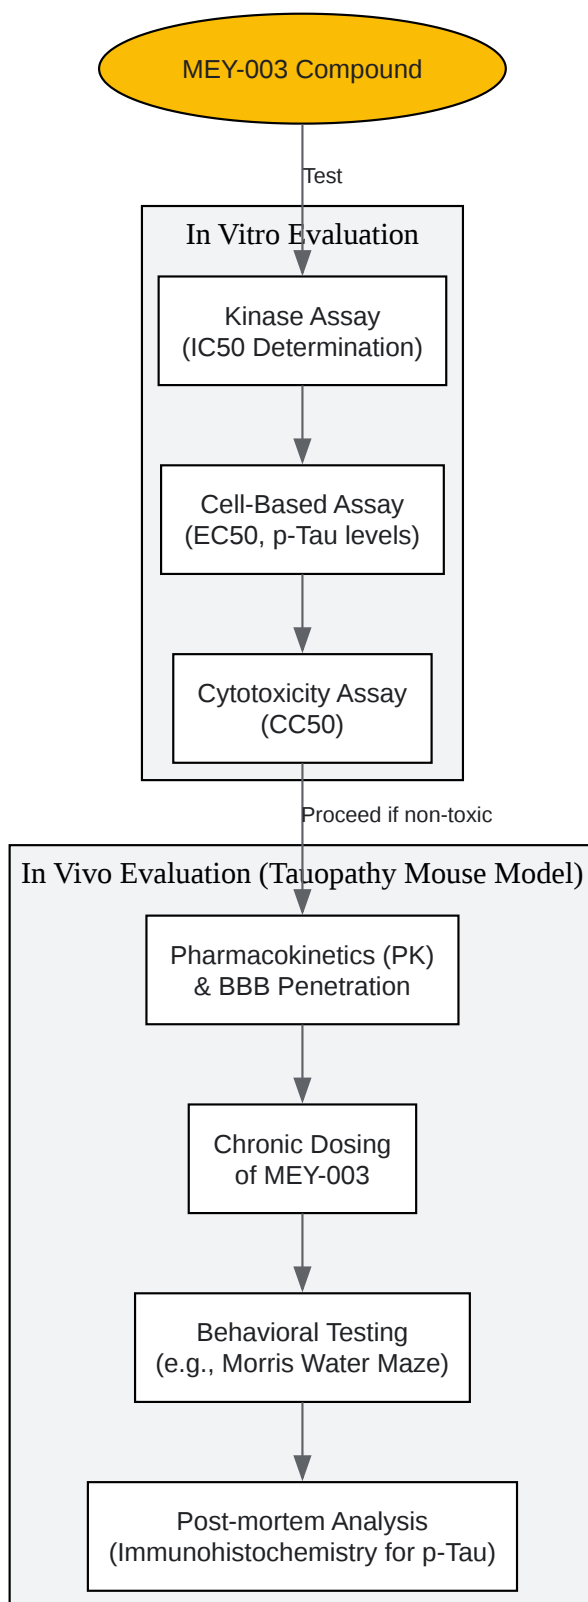 MEY-003 Compound
Test
In Vitro Evaluation
Kinase Assay
(IC50 Determination)
Cell-Based Assay
(EC50, p-Tau levels)
Cytotoxicity Assay
(CC50)
Proceed if non-toxic
In Vivo Evaluation (Tauopathy Mouse Model)
Pharmacokinetics (PK)
& BBB Penetration
Chronic Dosing
of MEY-003
Behavioral Testing
(e.g., Morris Water Maze)
Post-mortem Analysis
(Immunohistochemistry for p-Tau)